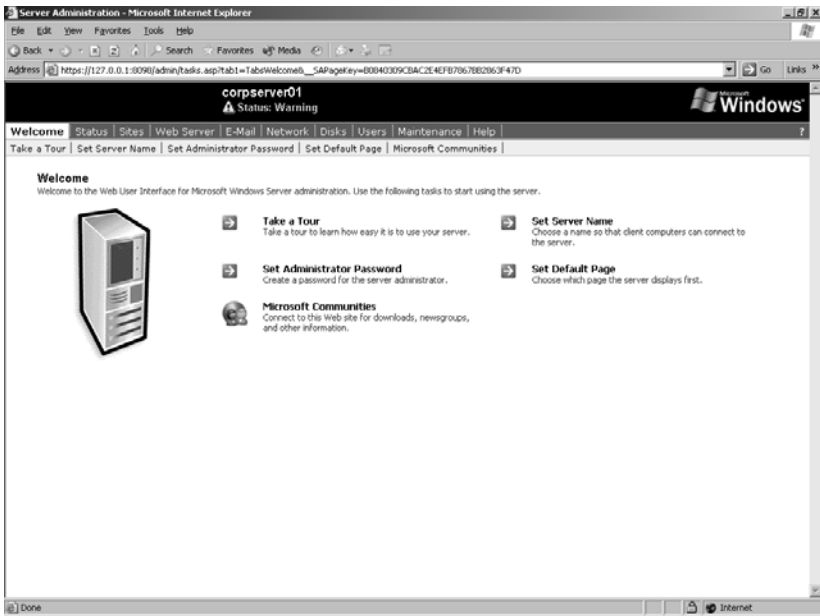 Server Administration - Microsoft Internet Explorer
File Edit View Favorites Tools Help
Back Search Favorites Media
Address https://127.0.0.1:8098/admin/tasks.asp?tab1=TabsWelcome&__SAPageKey= Go Links »
corpserver01
Status: Warning
Microsoft Windows
Welcome Status Sites Web Server E-Mail Network Disks Users Maintenance Help ?
Take a Tour Set Server Name Set Administrator Password Set Default Page Microsoft Communities
Welcome
Welcome to the Web User Interface for Microsoft Windows Server administration. Use the following tasks to start using the server.
Take a Tour
Take a tour to learn how easy it is to use your server.
Set Server Name
Choose a name so that client computers can connect to
the server.
Set Administrator Password
Create a password for the server administrator.
Set Default Page
Choose which page the server displays first.
Microsoft Communities
Connect to this Web site for downloads, newsgroups,
and other information.
Done
Internet